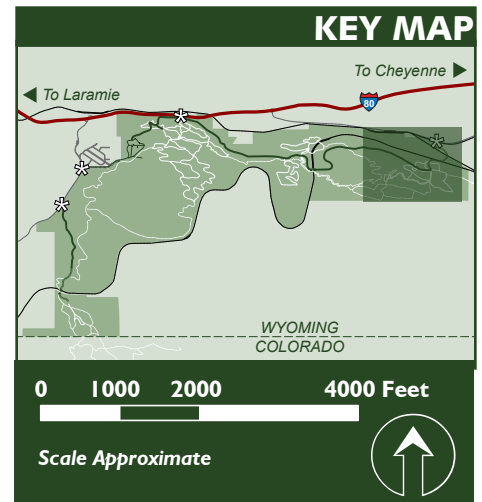 KEY MAP
To Cheyenne
To Laramie
80
WYOMING
COLORADO
0 1000 2000 4000 Feet
Scale Approximate